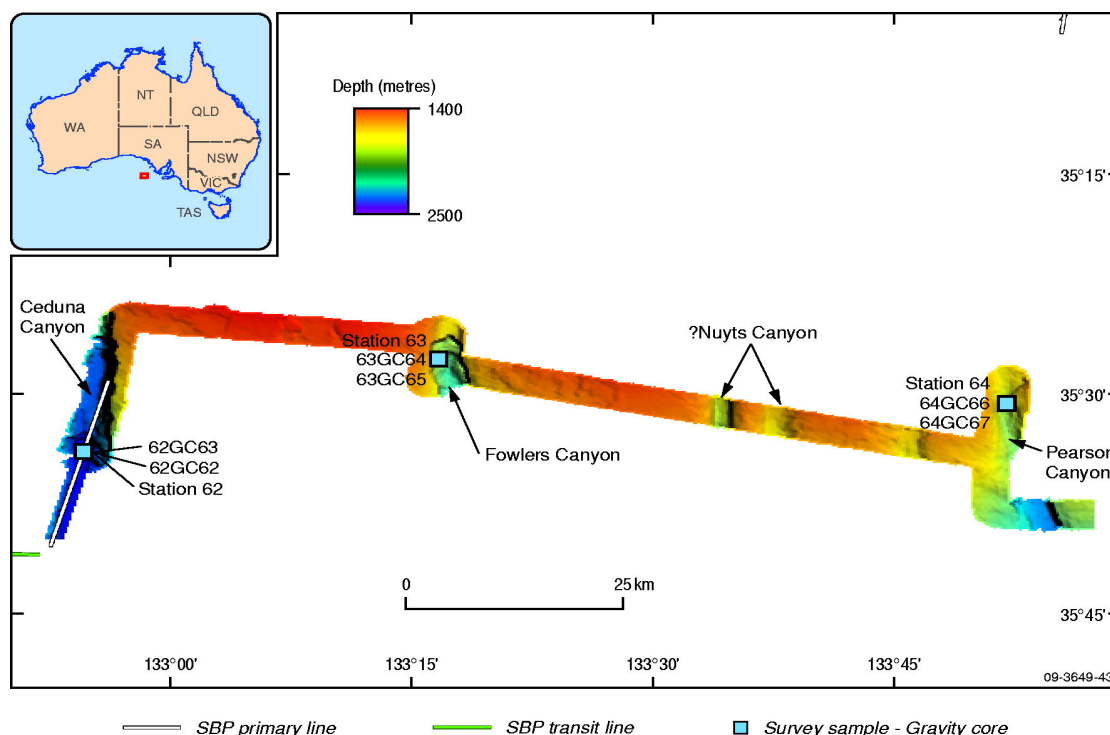 WA
NT
QLD
SA
NSW
VIC
TAS
Depth (metres)
1400
2500
35°15'
Ceduna
Canyon
Station 63
63GC64
63GC65
?Nuyts Canyon
Station 64
64GC66
64GC67
35°30'
Fowlers Canyon
Pearson
Canyon
62GC63
62GC62
Station 62
0
25 km
35°45'
133°00'
133°15'
133°30'
133°45'
09-3649-43
SBP primary line
SBP transit line
Survey sample - Gravity core